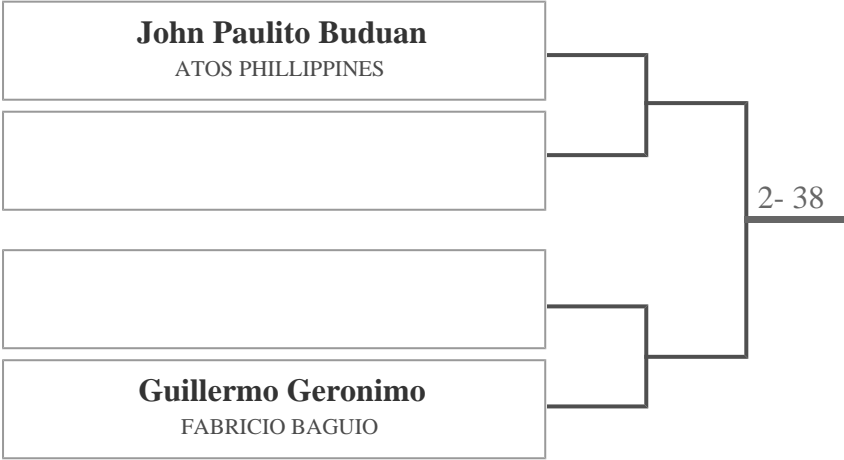 John Paulito Buduan
ATOS PHILLIPPINES
2- 38
Guillermo Geronimo
FABRICIO BAGUIO